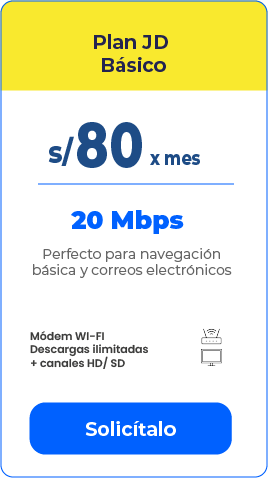 Plan JD
Básico
s/80 x mes
20 Mbps
Perfecto para navegación
básica y correos electrónicos
Módem WI-FI
Descargas ilimitadas
+ canales HD/ SD
Solicítalo